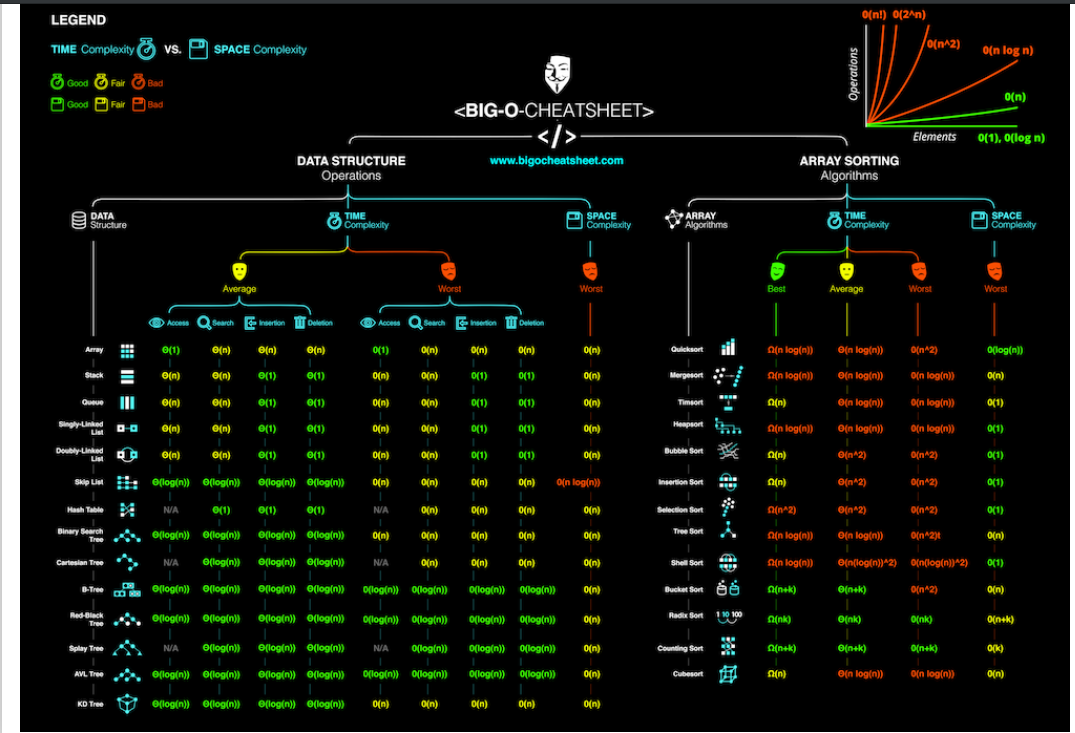 LEGEND
TIME Complexity VS. SPACE Complexity
Good Fair Bad
Good Fair Bad
<BIG-O-CHEATSHEET>
</>
www.bigocheatsheet.com
0(n!) 0(2^n)
0(n^2)
0(n log n)
0(n)
0(1), 0(log n)
Operations
Elements
DATA STRUCTURE
Operations
DATA
Structure
TIME
Complexity
SPACE
Complexity
Average
Worst
Worst
Access Search Insertion Deletion Access Search Insertion Deletion
Array Θ(1) Θ(n) Θ(n) Θ(n) 0(1) 0(n) 0(n) 0(n) 0(n)
Stack Θ(n) Θ(n) Θ(1) Θ(1) 0(n) 0(n) 0(1) 0(1) 0(n)
Queue Θ(n) Θ(n) Θ(1) Θ(1) 0(n) 0(n) 0(1) 0(1) 0(n)
Singly-Linked
List Θ(n) Θ(n) Θ(1) Θ(1) 0(n) 0(n) 0(1) 0(1) 0(n)
Doubly-Linked
List Θ(n) Θ(n) Θ(1) Θ(1) 0(n) 0(n) 0(1) 0(1) 0(n)
Skip List Θ(log(n)) Θ(log(n)) Θ(log(n)) Θ(log(n)) 0(n) 0(n) 0(n) 0(n) 0(n log(n))
Hash Table N/A Θ(1) Θ(1) Θ(1) N/A 0(n) 0(n) 0(n) 0(n)
Binary Search
Tree Θ(log(n)) Θ(log(n)) Θ(log(n)) Θ(log(n)) 0(n) 0(n) 0(n) 0(n) 0(n)
Cartesian Tree N/A Θ(log(n)) Θ(log(n)) Θ(log(n)) N/A 0(n) 0(n) 0(n) 0(n)
B-Tree Θ(log(n)) Θ(log(n)) Θ(log(n)) Θ(log(n)) 0(log(n)) 0(log(n)) 0(log(n)) 0(log(n)) 0(n)
Red-Black
Tree Θ(log(n)) Θ(log(n)) Θ(log(n)) Θ(log(n)) 0(log(n)) 0(log(n)) 0(log(n)) 0(log(n)) 0(n)
Splay Tree N/A Θ(log(n)) Θ(log(n)) Θ(log(n)) N/A 0(log(n)) 0(log(n)) 0(log(n)) 0(n)
AVL Tree Θ(log(n)) Θ(log(n)) Θ(log(n)) Θ(log(n)) 0(log(n)) 0(log(n)) 0(log(n)) 0(log(n)) 0(n)
KD Tree Θ(log(n)) Θ(log(n)) Θ(log(n)) Θ(log(n)) 0(n) 0(n) 0(n) 0(n) 0(n)
ARRAY SORTING
Algorithms
ARRAY
Algorithms
TIME
Complexity
SPACE
Complexity
Best Average Worst Worst
Quicksort Ω(n log(n)) Θ(n log(n)) 0(n^2) 0(log(n))
Mergesort Ω(n log(n)) Θ(n log(n)) 0(n log(n)) 0(n)
Timsort Ω(n) Θ(n log(n)) 0(n log(n)) 0(1)
Heapsort Ω(n log(n)) Θ(n log(n)) 0(n log(n)) 0(1)
Bubble Sort Ω(n) Θ(n^2) 0(n^2) 0(1)
Insertion Sort Ω(n) Θ(n^2) 0(n^2) 0(1)
Selection Sort Ω(n^2) Θ(n^2) 0(n^2) 0(1)
Tree Sort Ω(n log(n)) Θ(n log(n)) 0(n^2)t 0(n)
Shell Sort Ω(n log(n)) Θ(n(log(n))^2) 0(n(log(n))^2) 0(1)
Bucket Sort Ω(n+k) Θ(n+k) 0(n^2) 0(n)
Radix Sort 1 10 100 Ω(nk) Θ(nk) 0(nk) 0(n+k)
Counting Sort Ω(n+k) Θ(n+k) 0(n+k) 0(k)
Cubesort Ω(n) Θ(n log(n)) 0(n log(n)) 0(n)